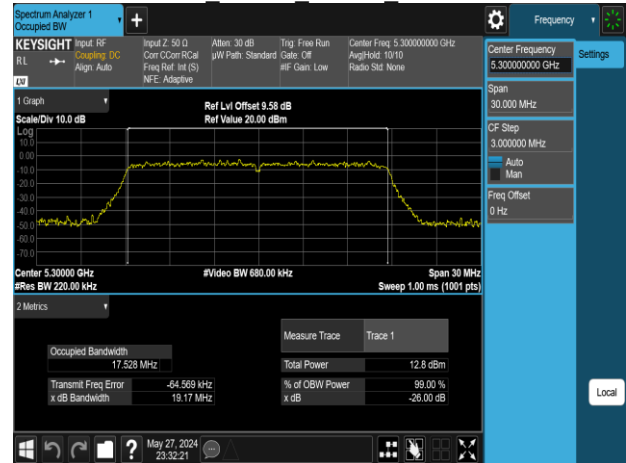 Spectrum Analyzer 1
Occupied BW
Frequency
KEYSIGHT
RL
LXI
Input: RF
Coupling: DC
Align: Auto
Input Z: 50 Ω
Corr CCorr RCal
Freq Ref: Int (S)
NFE: Adaptive
Atten: 30 dB
µW Path: Standard
Trig: Free Run
Gate: Off
#IF Gain: Low
Center Freq: 5.300000000 GHz
Avg|Hold: 10/10
Radio Std: None
Center Frequency
5.300000000 GHz
Settings
Span
30.000 MHz
CF Step
3.000000 MHz
Auto
Man
Freq Offset
0 Hz
Local
1 Graph
Scale/Div 10.0 dB
Ref Lvl Offset 9.58 dB
Ref Value 20.00 dBm
Log
10.0
0.00
-10.0
-20.0
-30.0
-40.0
-50.0
-60.0
-70.0
Center 5.30000 GHz
#Video BW 680.00 kHz
Span 30 MHz
#Res BW 220.00 kHz
Sweep 1.00 ms (1001 pts)
2 Metrics
Measure Trace Trace 1
Occupied Bandwidth
17.528 MHz
Total Power 12.8 dBm
Transmit Freq Error -64.569 kHz
% of OBW Power 99.00 %
x dB Bandwidth 19.17 MHz
x dB -26.00 dB
May 27, 2024
23:32:21